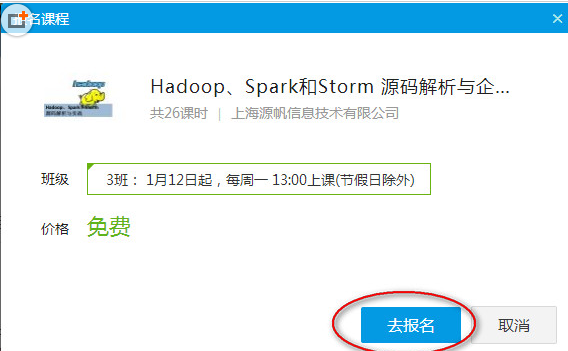 名课程
Hadoop、Spark和Storm 源码解析与企...
共26课时 | 上海源帆信息技术有限公司
班级
3班： 1月12日起，每周一 13:00上课(节假日除外)
价格
免费
去报名
取消